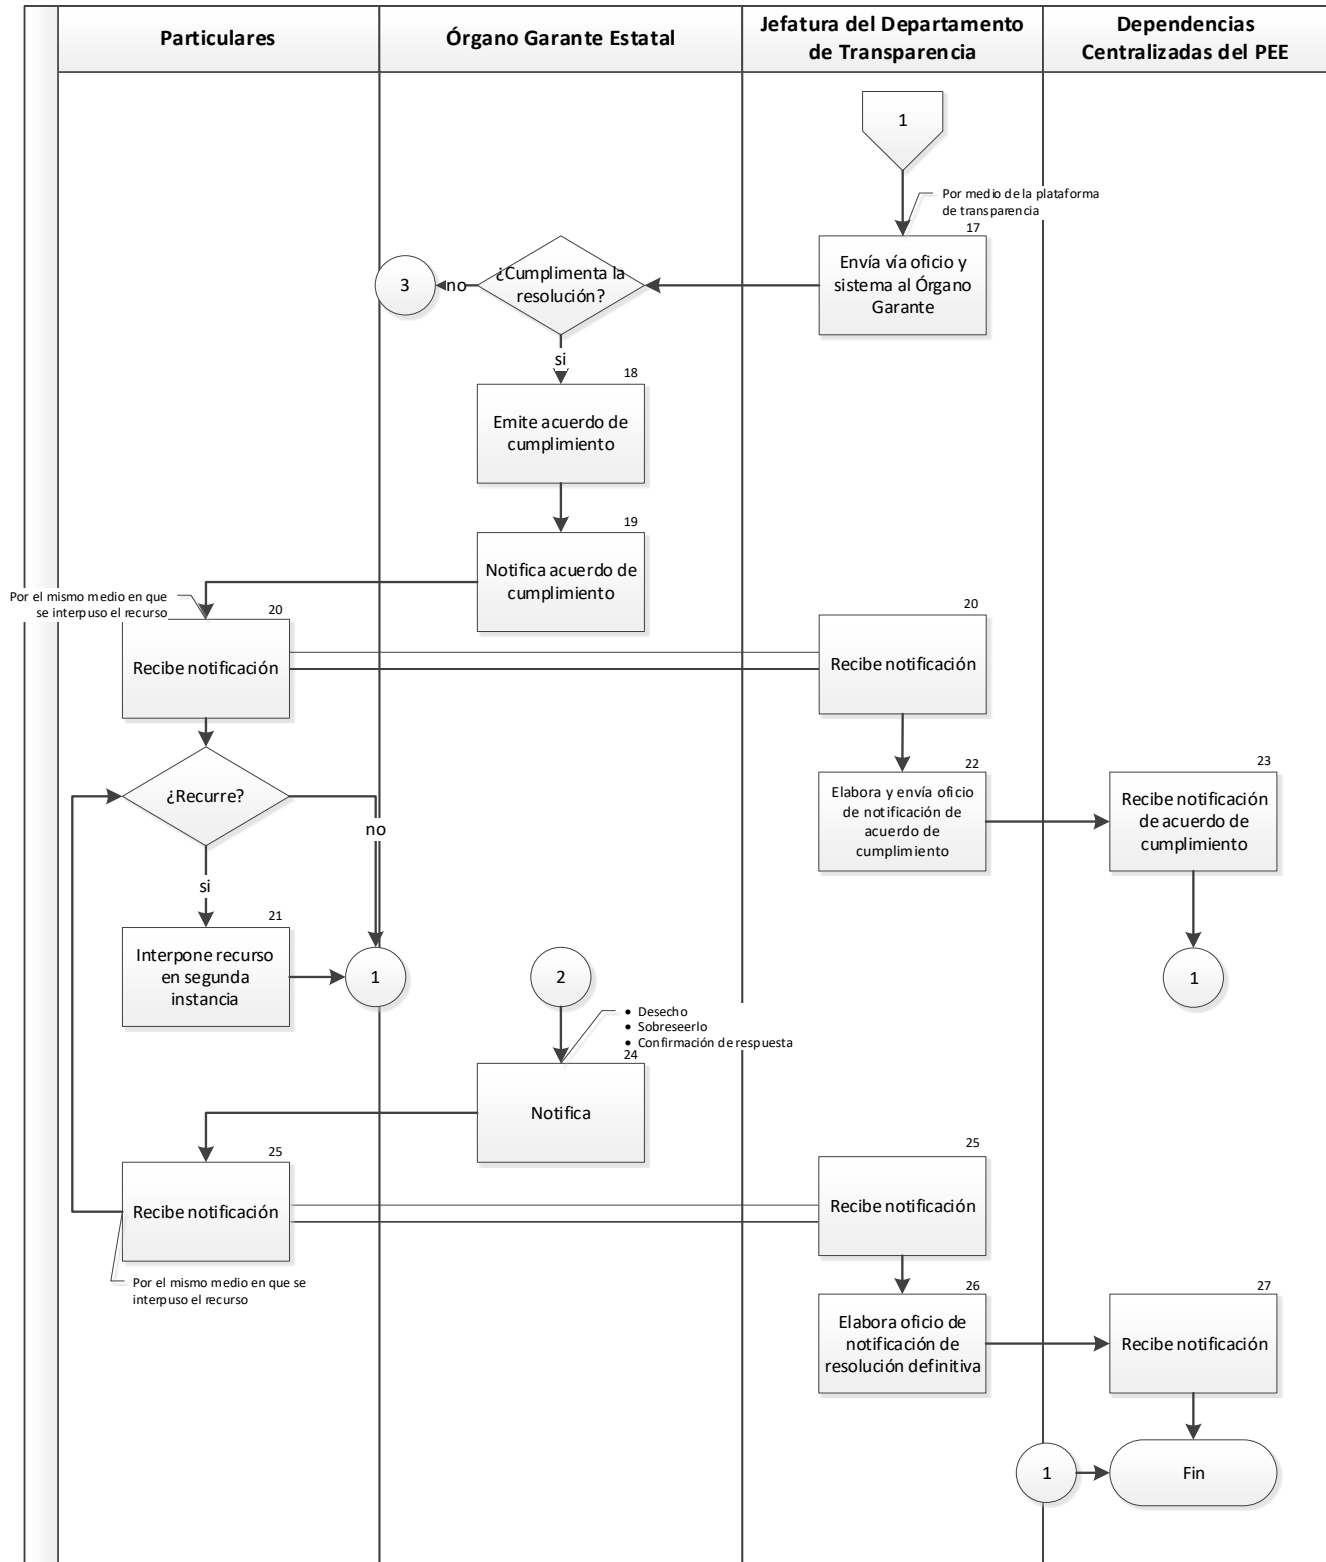 Particulares
Órgano Garante Estatal
Jefatura del Departamento
de Transparencia
Dependencias
Centralizadas del PEE
1
Por medio de la plataforma
de transparencia
17
Envía vía oficio y
sistema al Órgano
Garante
¿Cumplimenta la
resolución?
no
3
si
18
Emite acuerdo de
cumplimiento
19
Notifica acuerdo de
cumplimiento
Por el mismo medio en que
se interpuso el recurso
20
Recibe notificación
20
Recibe notificación
¿Recurre?
no
si
22
Elabora y envía oficio
de notificación de
acuerdo de
cumplimiento
23
Recibe notificación
de acuerdo de
cumplimiento
21
Interpone recurso
en segunda
instancia
1
2
1
• Desecho
• Sobreseerlo
• Confirmación de respuesta
24
Notifica
25
Recibe notificación
Por el mismo medio en que se
interpuso el recurso
25
Recibe notificación
26
Elabora oficio de
notificación de
resolución definitiva
27
Recibe notificación
1
Fin